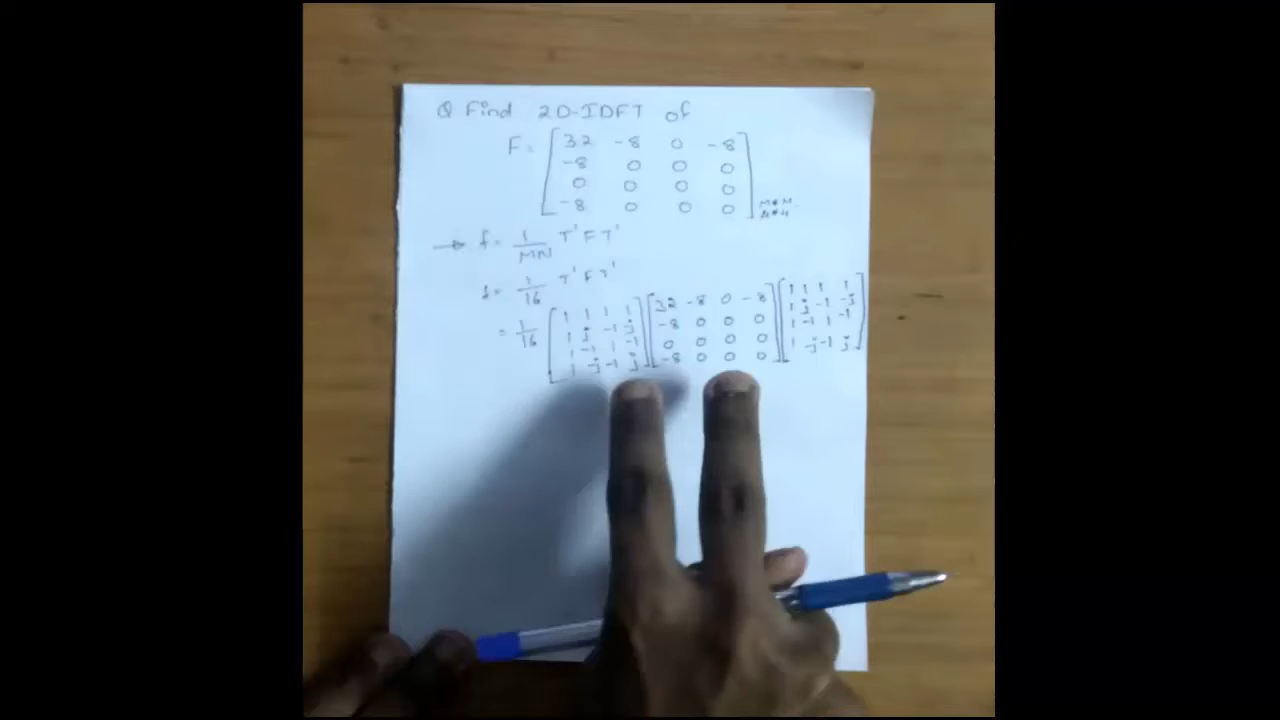 Q Find 2D-IDFT of
F = [ 32 -8 0 -8
-8 0 0 0
0 0 0 0
-8 0 0 0 ] M*N 4*4
→ f = 1/MN T' F T'
f = 1/16 T' F T'
= 1/16 [ 1 1 1 1 ] [ 32 -8 0 -8 ] [ 1 1 1 1 ]
1 j -1 j -8 0 0 0 1 j -1 -j
1 -1 1 -1 0 0 0 0 1 -1 1 -1
1 -j -1 j -8 0 0 0 1 -j -1 j